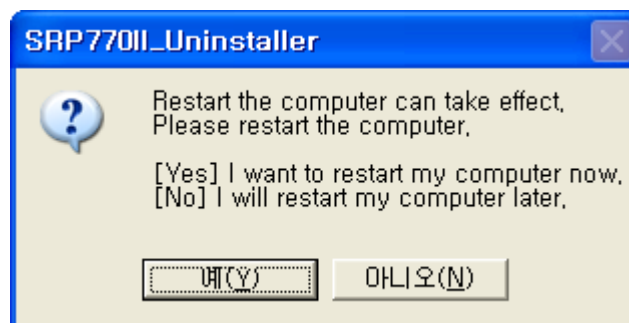 SRP770II_Uninstaller
?
Restart the computer can take effect,
Please restart the computer,
[Yes] I want to restart my computer now,
[No] I will restart my computer later,
예(Y)
아니오(N)